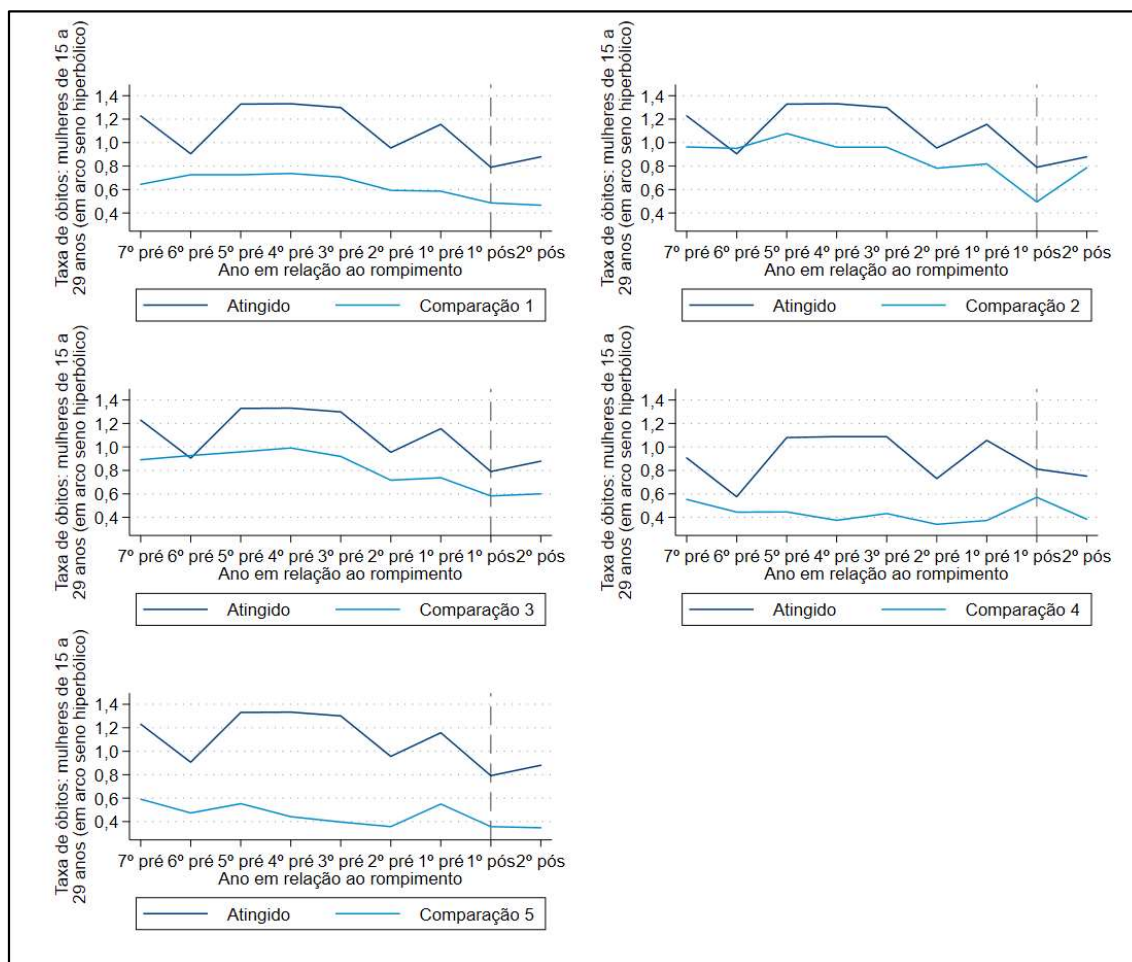 Taxa de óbitos: mulheres de 15 a
29 anos (em arco seno hiperbólico)
1,4
1,2
1,0
0,8
0,6
0,4
7º pré 6º pré 5º pré 4º pré 3º pré 2º pré 1º pré 1º pós 2º pós
Ano em relação ao rompimento
Atingido Comparação 1
Taxa de óbitos: mulheres de 15 a
29 anos (em arco seno hiperbólico)
1,4
1,2
1,0
0,8
0,6
0,4
7º pré 6º pré 5º pré 4º pré 3º pré 2º pré 1º pré 1º pós 2º pós
Ano em relação ao rompimento
Atingido Comparação 2
Taxa de óbitos: mulheres de 15 a
29 anos (em arco seno hiperbólico)
1,4
1,2
1,0
0,8
0,6
0,4
7º pré 6º pré 5º pré 4º pré 3º pré 2º pré 1º pré 1º pós 2º pós
Ano em relação ao rompimento
Atingido Comparação 3
Taxa de óbitos: mulheres de 15 a
29 anos (em arco seno hiperbólico)
1,4
1,2
1,0
0,8
0,6
0,4
7º pré 6º pré 5º pré 4º pré 3º pré 2º pré 1º pré 1º pós 2º pós
Ano em relação ao rompimento
Atingido Comparação 4
Taxa de óbitos: mulheres de 15 a
29 anos (em arco seno hiperbólico)
1,4
1,2
1,0
0,8
0,6
0,4
7º pré 6º pré 5º pré 4º pré 3º pré 2º pré 1º pré 1º pós 2º pós
Ano em relação ao rompimento
Atingido Comparação 5